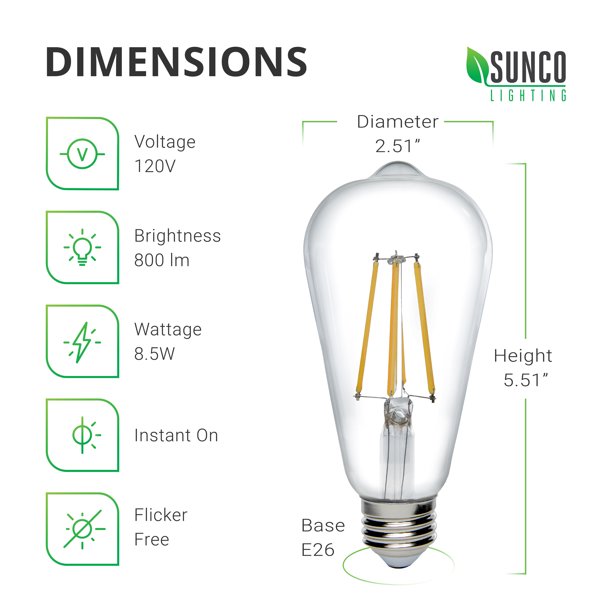 DIMENSIONS
SUNCO
LIGHTING
V
Voltage
120V
Brightness
800 lm
Wattage
8.5W
Instant On
Flicker
Free
Diameter
2.51”
Height
5.51”
Base
E26